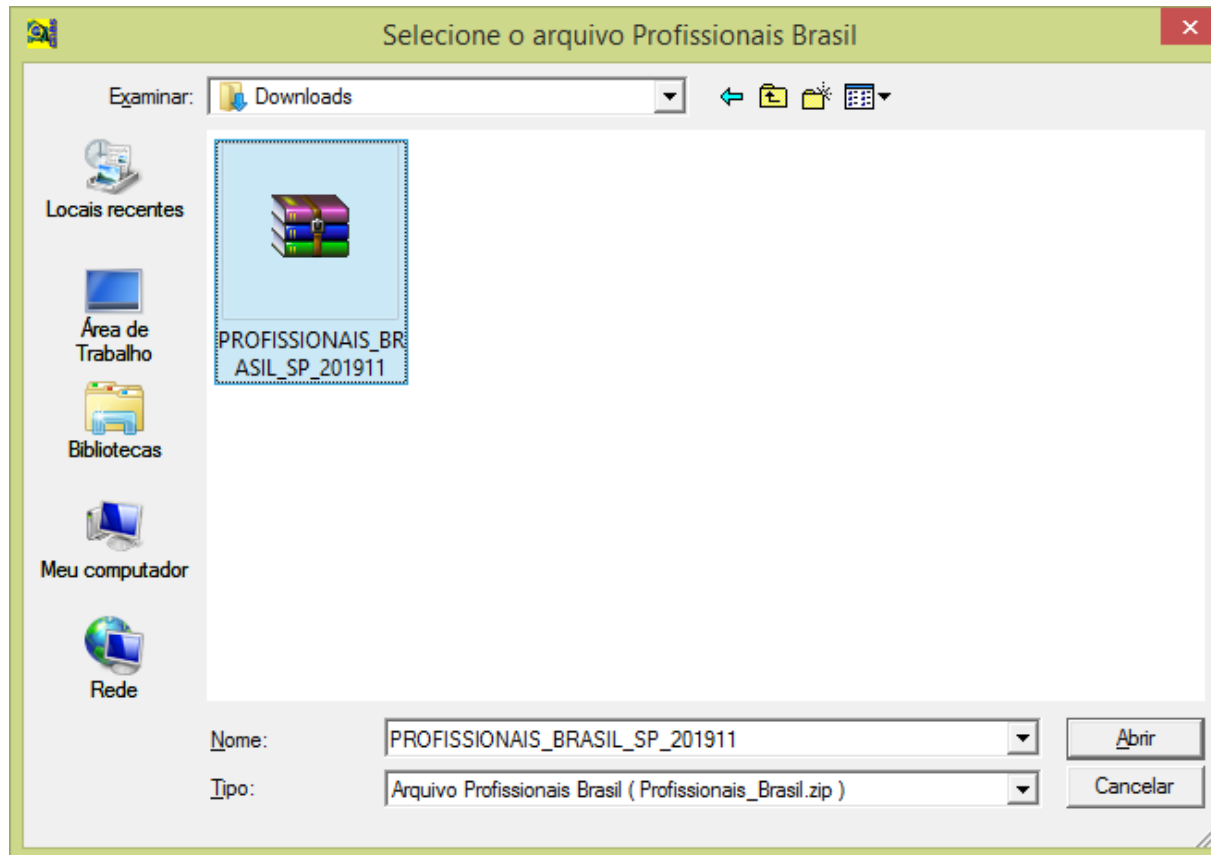 Selecione o arquivo Profissionais Brasil
Examinar:
Downloads
Locais recentes
Área de
Trabalho
Bibliotecas
Meu computador
Rede
PROFISSIONAIS_BR
ASIL_SP_201911
Nome:
PROFISSIONAIS_BRASIL_SP_201911
Abrir
Tipo:
Arquivo Profissionais Brasil ( Profissionais_Brasil.zip )
Cancelar